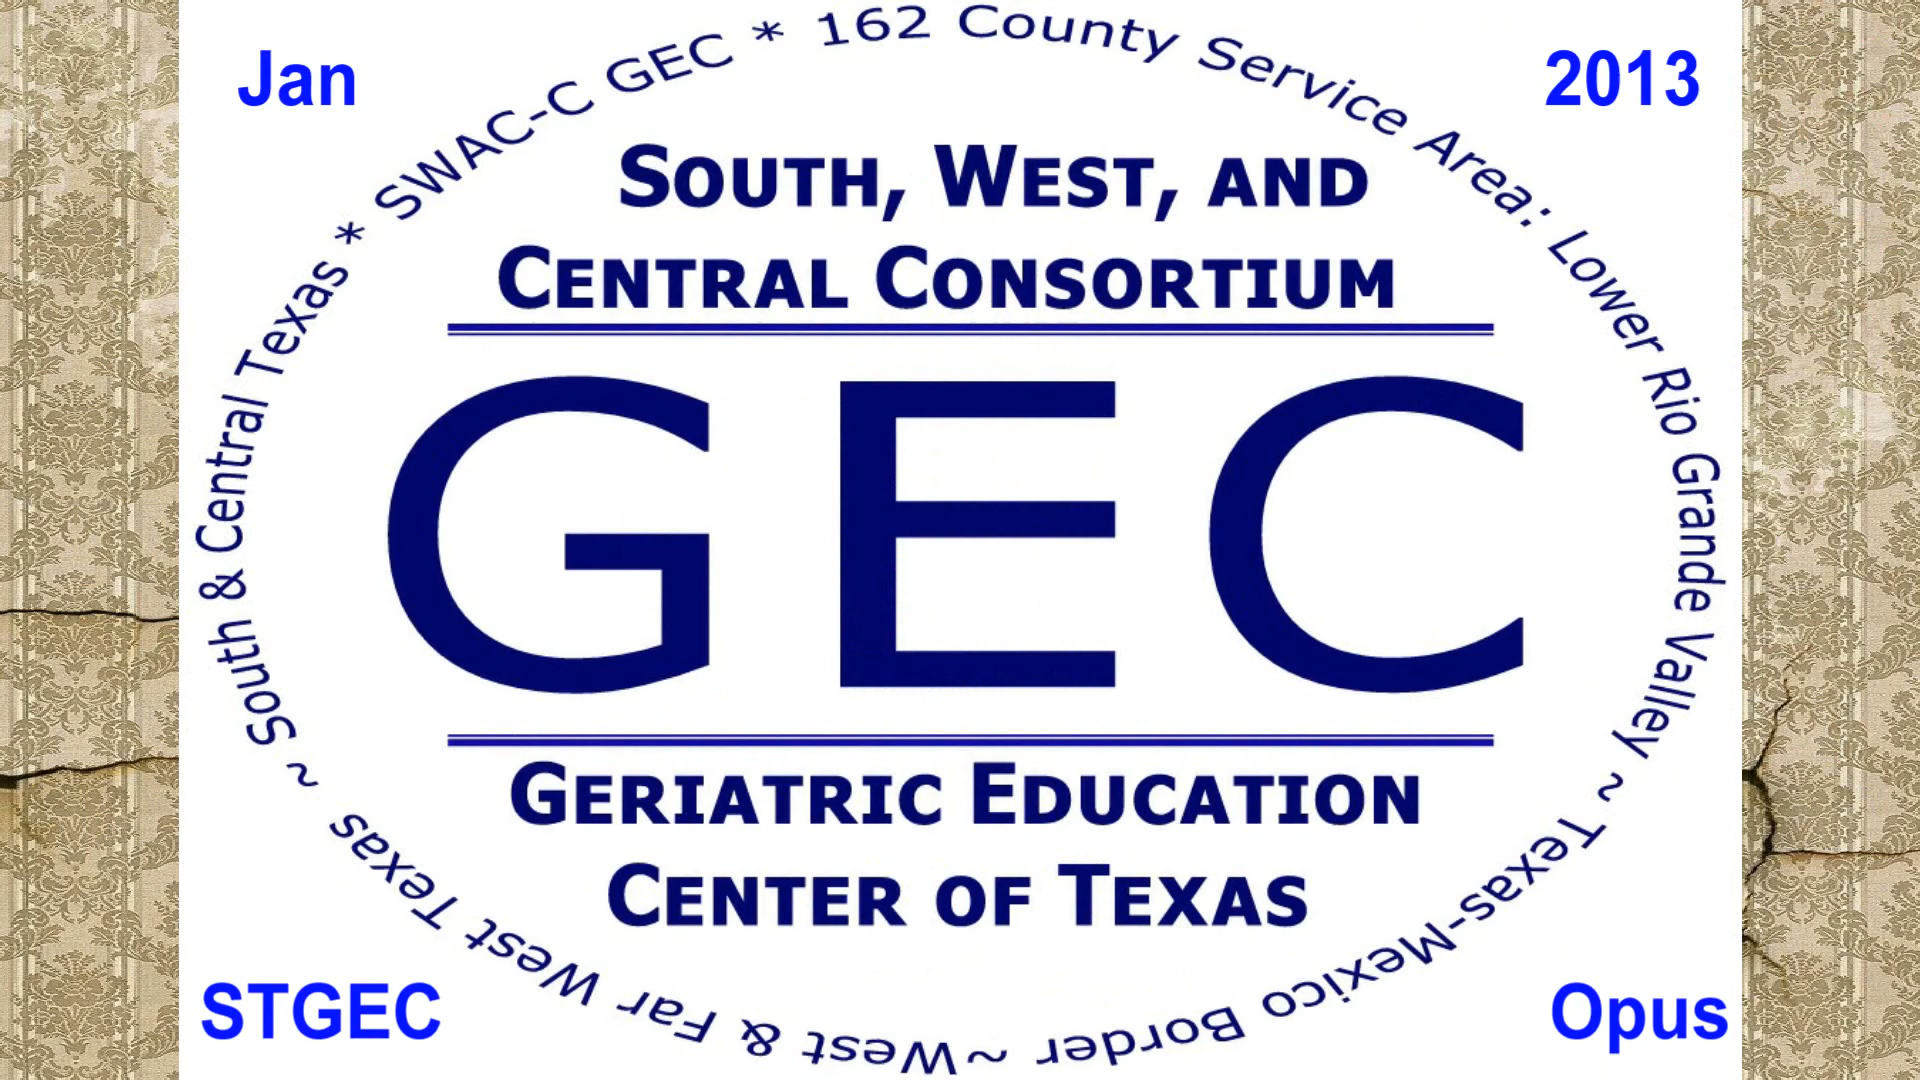 Jan
2013
* SWAC-C GEC * 162 County Service Area: Lower Rio Grande Valley ~ Texas-Mexico Border ~West & Far West Texas ~ South & Central Texas
SOUTH, WEST, AND
CENTRAL CONSORTIUM
GEC
GERIATRIC EDUCATION
CENTER OF TEXAS
STGEC
Opus